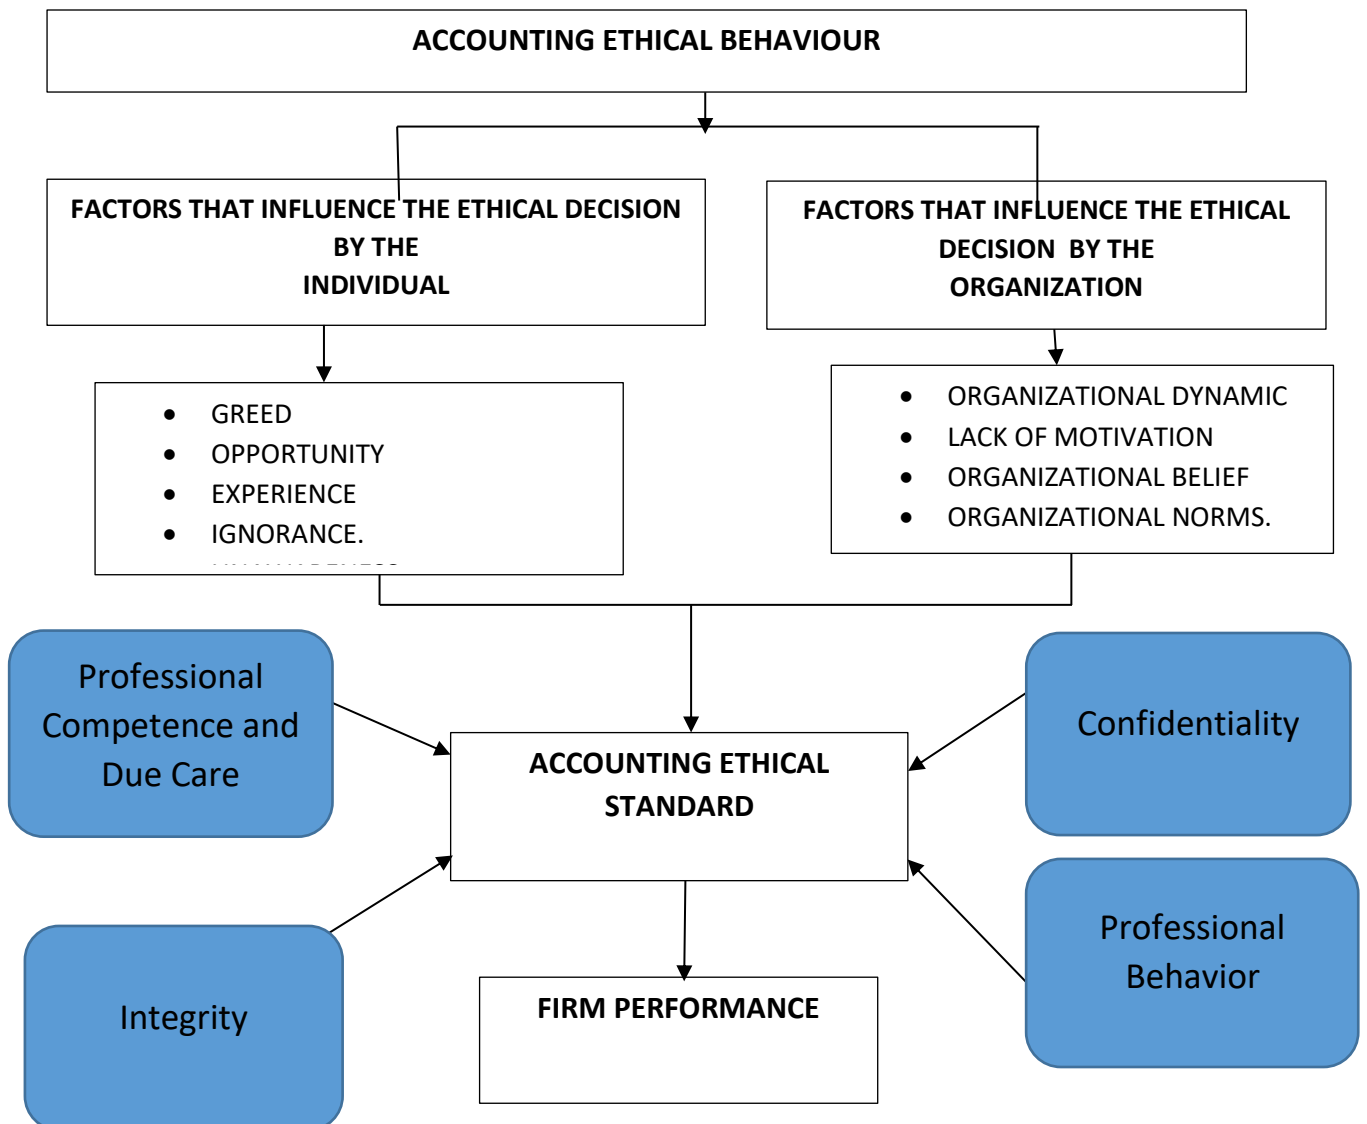 ACCOUNTING ETHICAL BEHAVIOUR
FACTORS THAT INFLUENCE THE ETHICAL DECISION
BY THE
INDIVIDUAL
FACTORS THAT INFLUENCE THE ETHICAL
DECISION BY THE
ORGANIZATION
• GREED
• OPPORTUNITY
• EXPERIENCE
• IGNORANCE.
• ORGANIZATIONAL DYNAMIC
• LACK OF MOTIVATION
• ORGANIZATIONAL BELIEF
• ORGANIZATIONAL NORMS.
Professional
Competence and
Due Care
Confidentiality
ACCOUNTING ETHICAL
STANDARD
Integrity
Professional
Behavior
FIRM PERFORMANCE